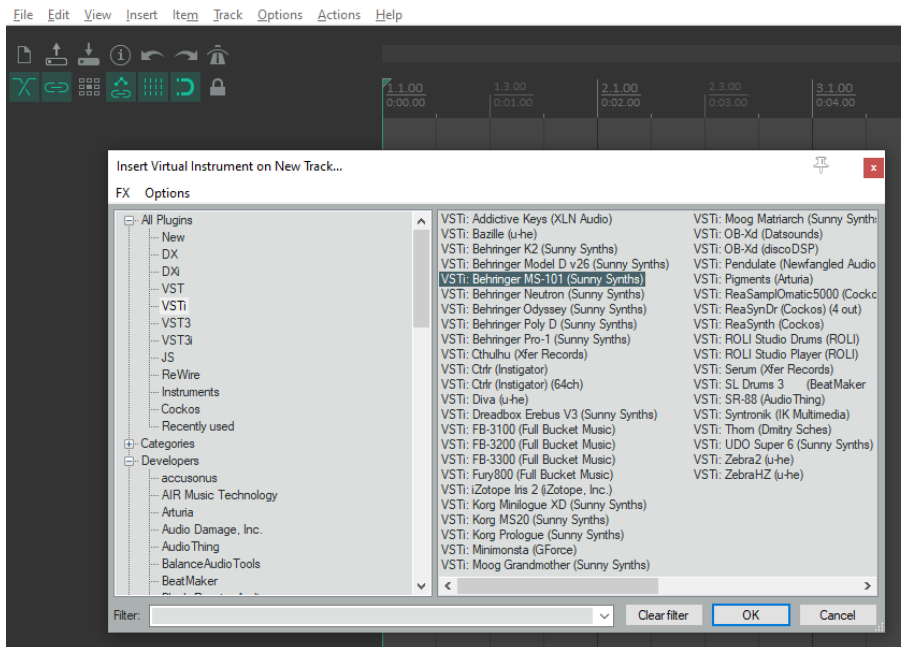 File Edit View Insert Item Track Options Actions Help
1.1.00 1.3.00 2.1.00 2.3.00 3.1.00
0:00.00 0:01.00 0:02.00 0:03.00 0:04.00
Insert Virtual Instrument on New Track...
FX Options
All Plugins
New
DX
DXi
VST
VSTi
VST3
VST3i
JS
ReWire
Instruments
Cockos
Recently used
Categories
Developers
accusonus
AIR Music Technology
Arturia
Audio Damage, Inc.
AudioThing
BalanceAudioTools
BeatMaker
VSTi: Addictive Keys (XLN Audio)
VSTi: Bazille (u-he)
VSTi: Behringer K2 (Sunny Synths)
VSTi: Behringer Model D v26 (Sunny Synths)
VSTi: Behringer MS-101 (Sunny Synths)
VSTi: Behringer Neutron (Sunny Synths)
VSTi: Behringer Odyssey (Sunny Synths)
VSTi: Behringer Poly D (Sunny Synths)
VSTi: Behringer Pro-1 (Sunny Synths)
VSTi: Cthulhu (Xfer Records)
VSTi: Ctrlr (Instigator)
VSTi: Ctrlr (Instigator) (64ch)
VSTi: Diva (u-he)
VSTi: Dreadbox Erebus V3 (Sunny Synths)
VSTi: FB-3100 (Full Bucket Music)
VSTi: FB-3200 (Full Bucket Music)
VSTi: FB-3300 (Full Bucket Music)
VSTi: Fury800 (Full Bucket Music)
VSTi: iZotope Iris 2 (iZotope, Inc.)
VSTi: Korg Minilogue XD (Sunny Synths)
VSTi: Korg MS20 (Sunny Synths)
VSTi: Korg Prologue (Sunny Synths)
VSTi: Minimonsta (GForce)
VSTi: Moog Grandmother (Sunny Synths)
VSTi: Moog Matriarch (Sunny Synths
VSTi: OB-Xd (Datsounds)
VSTi: OB-Xd (discoDSP)
VSTi: Pendulate (Newfangled Audio
VSTi: Pigments (Arturia)
VSTi: ReaSamplOmatic5000 (Cocko
VSTi: ReaSynDr (Cockos) (4 out)
VSTi: ReaSynth (Cockos)
VSTi: ROLI Studio Drums (ROLI)
VSTi: ROLI Studio Player (ROLI)
VSTi: Serum (Xfer Records)
VSTi: SL Drums 3 (BeatMaker
VSTi: SR-88 (AudioThing)
VSTi: Syntronik (IK Multimedia)
VSTi: Thorn (Dmitry Sches)
VSTi: UDO Super 6 (Sunny Synths)
VSTi: Zebra2 (u-he)
VSTi: ZebraHZ (u-he)
Filter: Clear filter OK Cancel